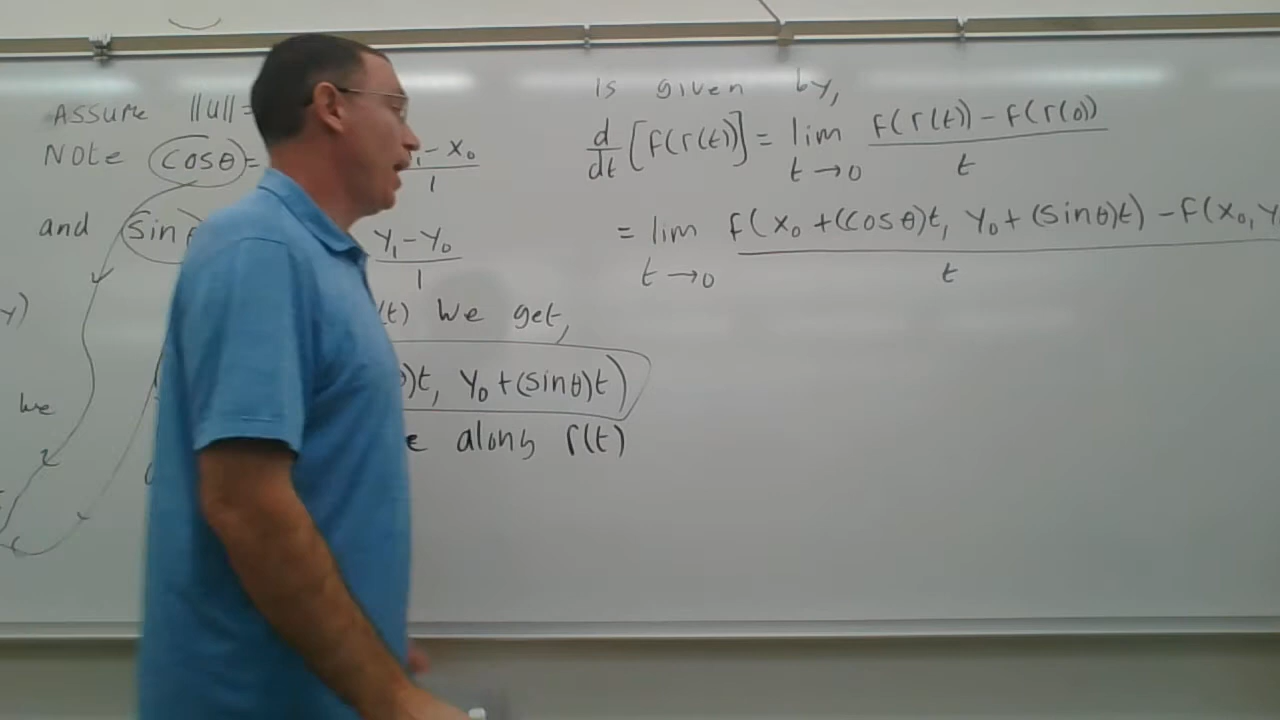 Assume ||u|| =
Note cosθ = 1 - x₀ / 1
and sin y₁ - y₀ / 1
y) (t) we get,
)t, y₀ + (sinθ)t)
we
e along r(t)
is given by,
d/dt [f(r(t))] = lim t→0 f(r(t)) - f(r(0)) / t
= lim t→0 f(x₀ + (cosθ)t, y₀ + (sinθ)t) - f(x₀, y / t